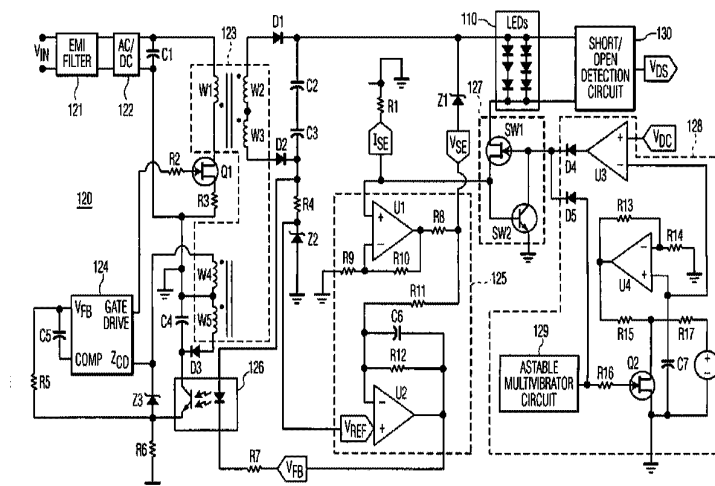 110
130
D1
123
LEDs
V_IN
EMI FILTER
AC/DC
C1
W1
W2
C2
SHORT/OPEN DETECTION CIRCUIT
V_DS
121
122
127
R1
Z1
128
W3
C3
I_SE
V_SE
SW1
D4
V_DC
U3
R2
Q1
D2
R3
R4
D5
120
U1
R8
SW2
R13
R14
Z2
R9
R10
U4
124
W4
125
V_FB
GATE DRIVE
C4
W5
R11
C6
R15
R17
C5
COMP
Z_CD
R12
129
Q2
C7
D3
126
ASTABLE MULTIVIBRATOR CIRCUIT
R16
R5
Z3
U2
V_REF
R6
R7
V_FB